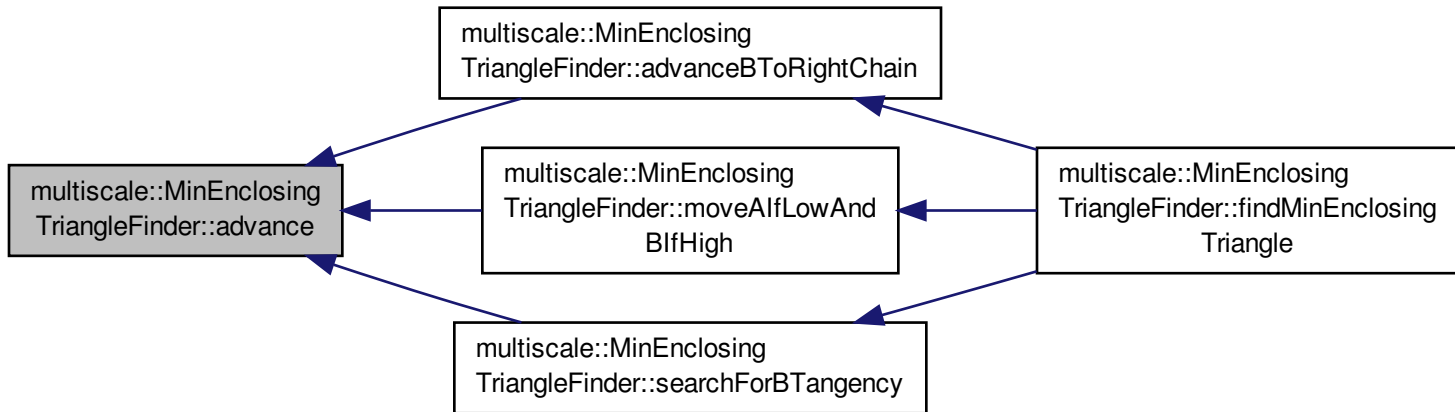 multiscale::MinEnclosing
TriangleFinder::advance
multiscale::MinEnclosing
TriangleFinder::advanceBToRightChain
multiscale::MinEnclosing
TriangleFinder::moveAIfLowAnd
BIfHigh
multiscale::MinEnclosing
TriangleFinder::searchForBTangency
multiscale::MinEnclosing
TriangleFinder::findMinEnclosing
Triangle